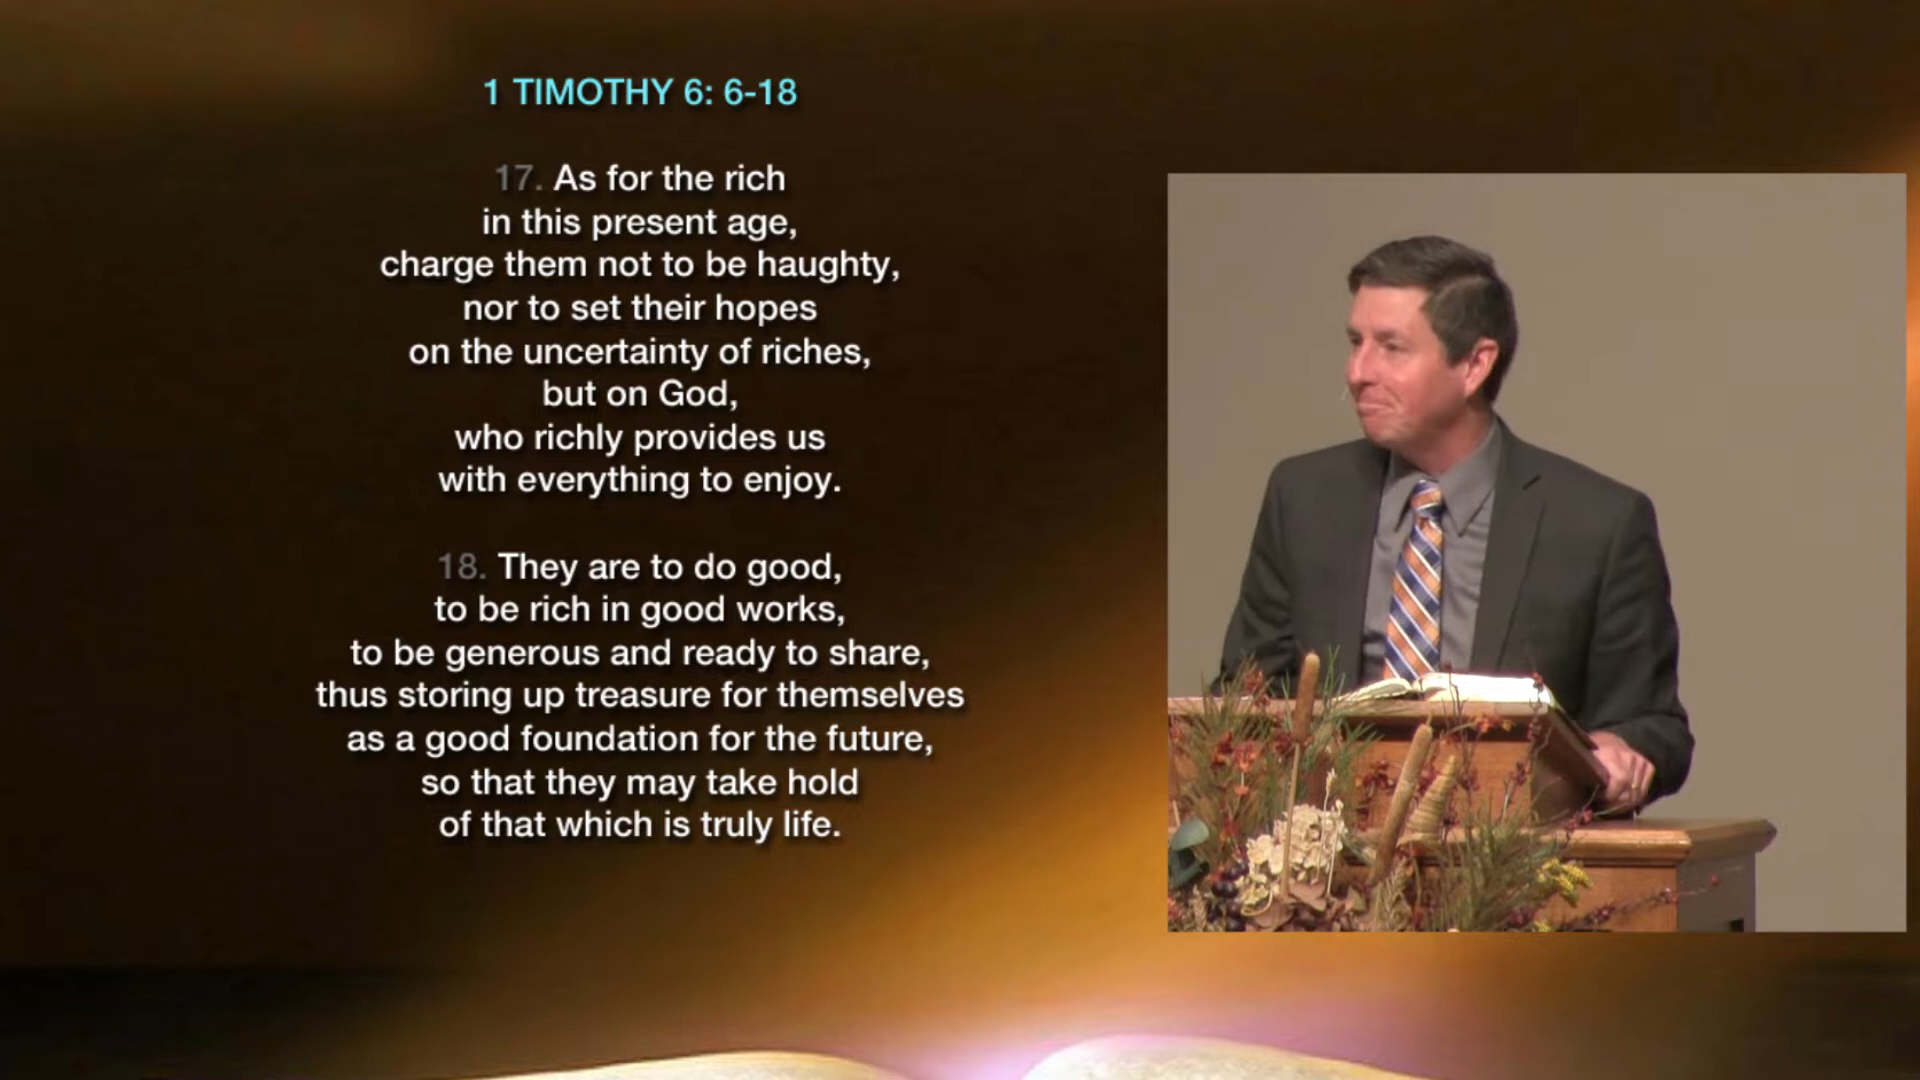 1 TIMOTHY 6: 6-18
17. As for the rich
in this present age,
charge them not to be haughty,
nor to set their hopes
on the uncertainty of riches,
but on God,
who richly provides us
with everything to enjoy.
18. They are to do good,
to be rich in good works,
to be generous and ready to share,
thus storing up treasure for themselves
as a good foundation for the future,
so that they may take hold
of that which is truly life.